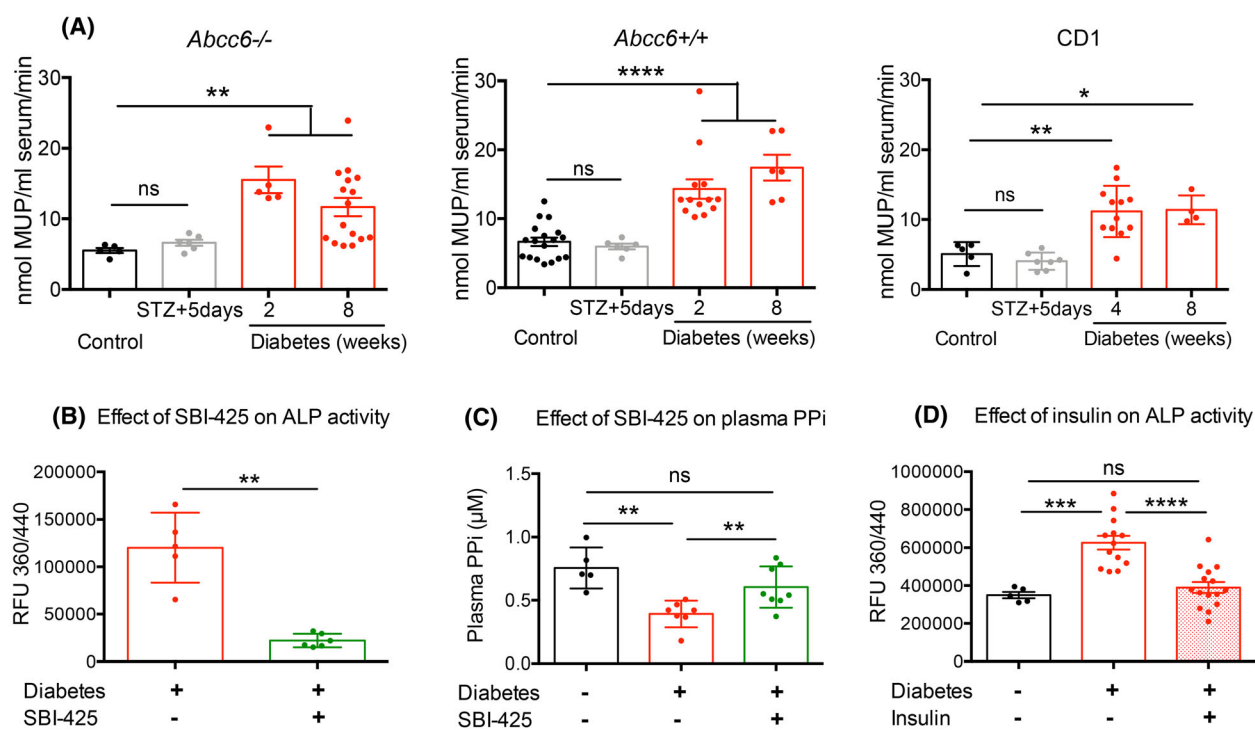 (A)
Abcc6-/-
nmol MUP/ml serum/min
30
20
10
0
**
ns
STZ+5days 2 8
Control
Diabetes (weeks)
Abcc6+/+
nmol MUP/ml serum/min
30
20
10
0
****
ns
STZ+5days 2 8
Control
Diabetes (weeks)
CD1
nmol MUP/ml serum/min
30
20
10
0
*
**
ns
STZ+5days 4 8
Control
Diabetes (weeks)
(B) Effect of SBI-425 on ALP activity
RFU 360/440
200000
150000
100000
50000
0
**
Diabetes + +
SBI-425 - +
(C) Effect of SBI-425 on plasma PPi
Plasma PPi (µM)
1.5
1.0
0.5
0.0
ns
** **
Diabetes - + +
SBI-425 - - +
(D) Effect of insulin on ALP activity
RFU 360/440
1000000
800000
600000
400000
200000
0
ns
*** ****
Diabetes - + +
Insulin - - +